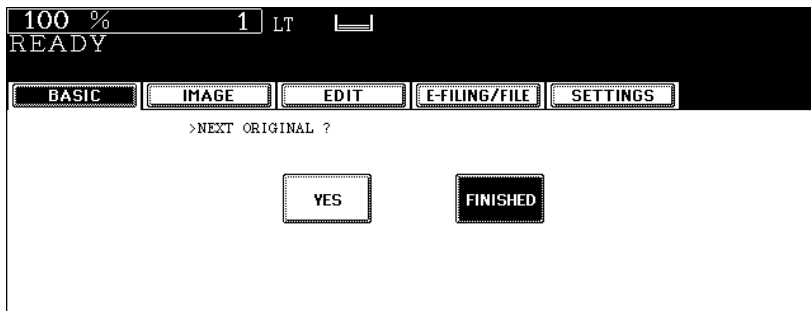 100 % 1 LT
READY
BASIC IMAGE EDIT E-FILING/FILE SETTINGS
>NEXT ORIGINAL ?
YES FINISHED